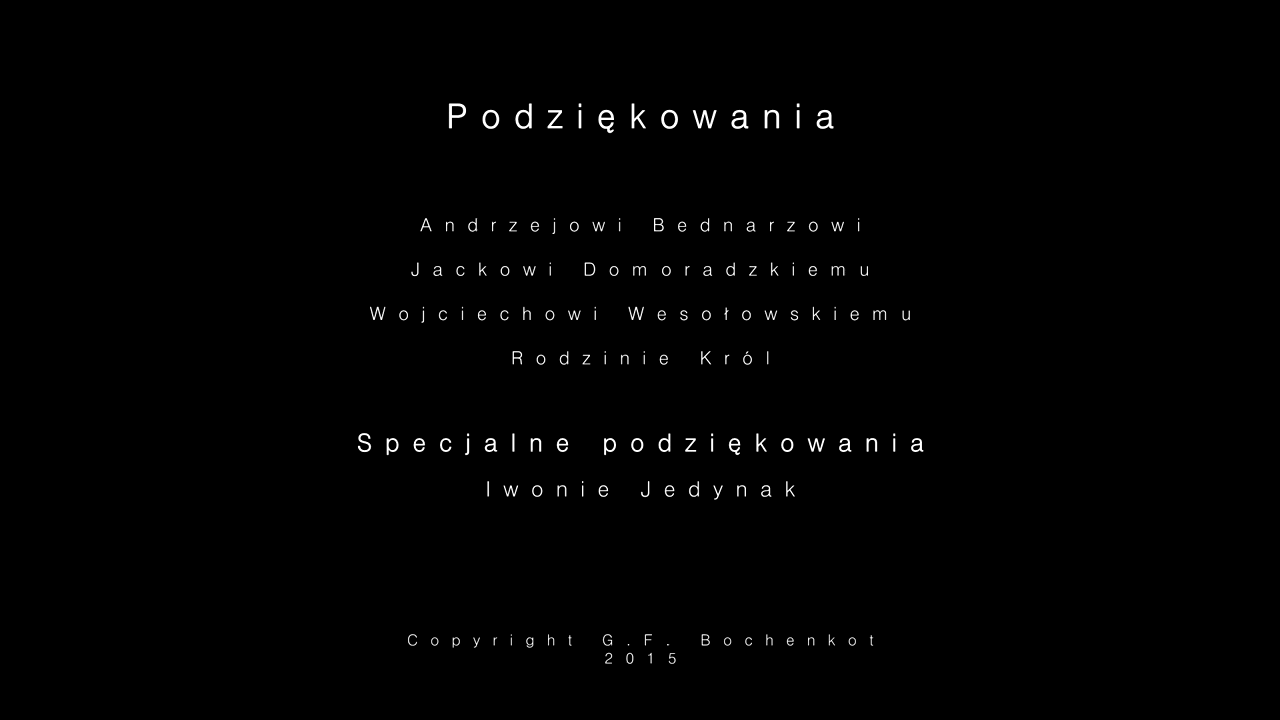 Podziękowania
Andrzejowi Bednarzowi
Jackowi Domoradzkiemu
Wojciechowi Wesołowskiemu
Rodzinie Król
Specjalne podziękowania
Iwonie Jedynak
Copyright G.F. Bochenkot
2015